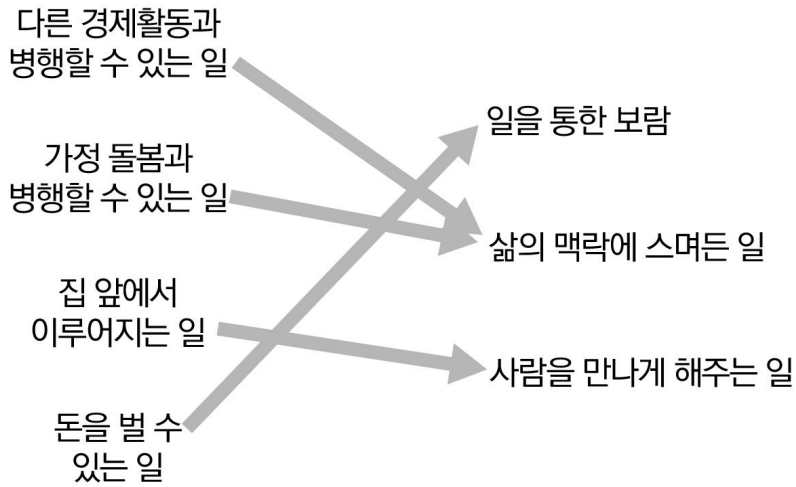 다른 경제활동과
병행할 수 있는 일
가정 돌봄과
병행할 수 있는 일
집 앞에서
이루어지는 일
돈을 벌 수
있는 일
일을 통한 보람
삶의 맥락에 스며든 일
사람을 만나게 해주는 일